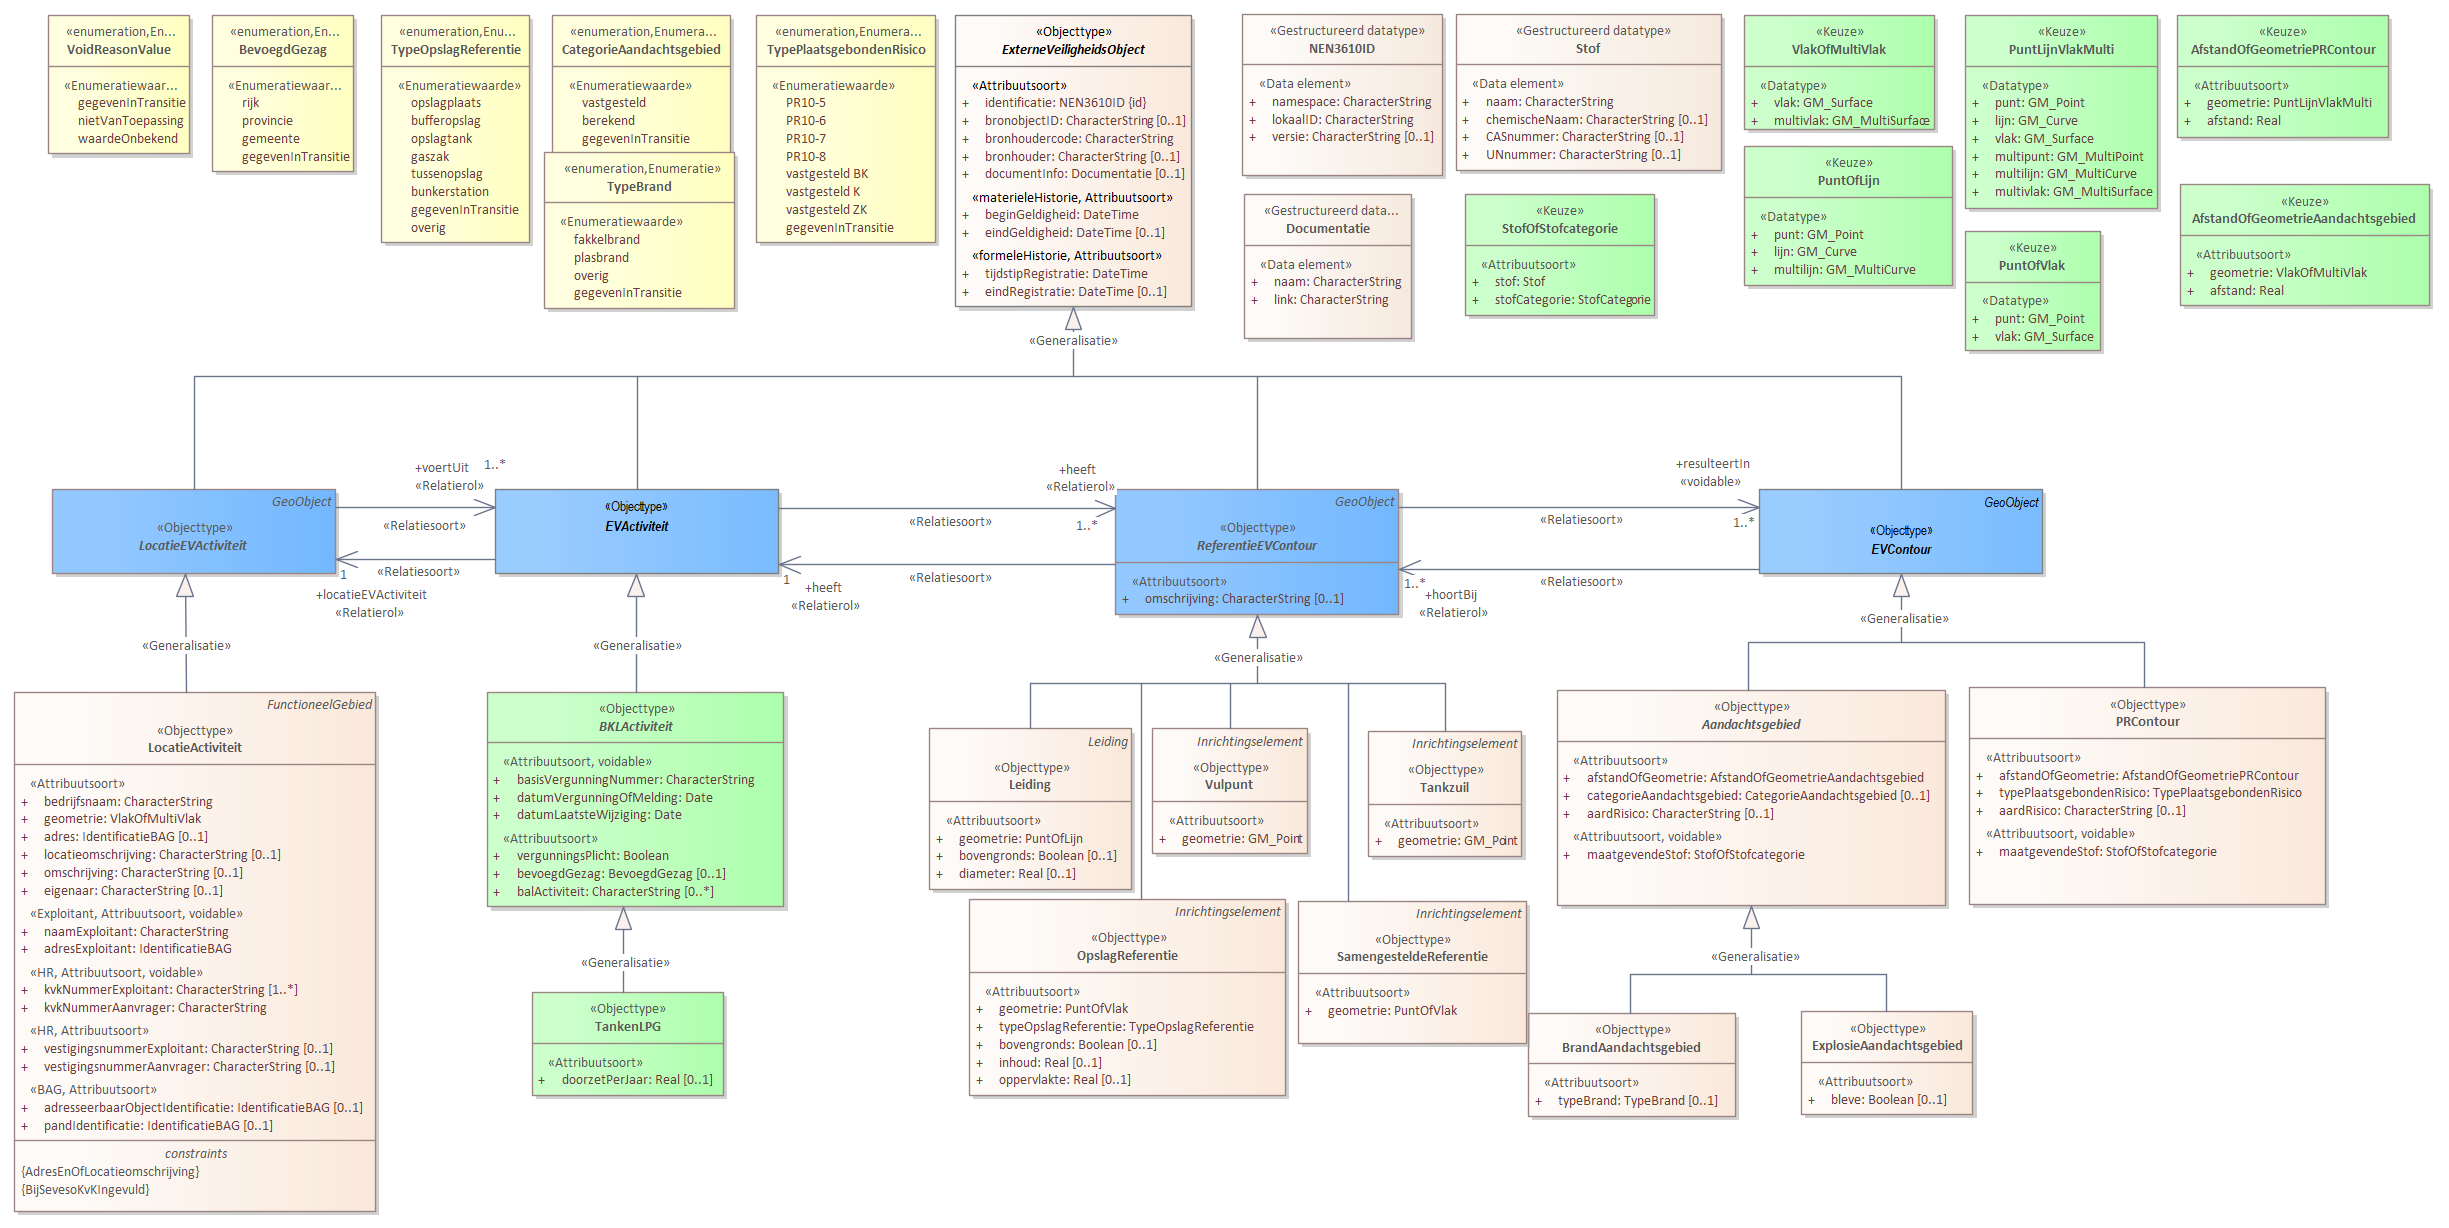 «enumeration,En...
VoidReasonValue
«Enumeratiewaar...
gegevenInTransitie
nietVanToepassing
waardeOnbekend
«enumeration,En...
BevoegdGezag
«Enumeratiewaar...
rijk
provincie
gemeente
gegevenInTransitie
«enumeration,Enu...
TypeOpslagReferentie
«Enumeratiewaarde»
opslagplaats
bufferopslag
opslagtank
gaszak
tussenopslag
bunkerstation
gegevenInTransitie
overig
«enumeration,Enumera...
CategorieAandachtsgebied
«Enumeratiewaarde»
vastgesteld
berekend
gegevenInTransitie
«enumeration,Enumeratie»
TypeBrand
«Enumeratiewaarde»
fakkelbrand
plasbrand
overig
gegevenInTransitie
«enumeration,Enumera...
TypePlaatsgebondenRisico
«Enumeratiewaarde»
PR10-5
PR10-6
PR10-7
PR10-8
vastgesteld BK
vastgesteld K
vastgesteld ZK
gegevenInTransitie
«Objecttype»
ExterneVeiligheidsObject
«Attribuutsoort»
+ identificatie: NEN3610ID {id}
+ bronobjectID: CharacterString [0..1]
+ bronhoudercode: CharacterString
+ bronhouder: CharacterString [0..1]
+ documentInfo: Documentatie [0..1]
«materieleHistorie, Attribuutsoort»
+ beginGeldigheid: DateTime
+ eindGeldigheid: DateTime [0..1]
«formeleHistorie, Attribuutsoort»
+ tijdstipRegistratie: DateTime
+ eindRegistratie: DateTime [0..1]
«Gestructureerd datatype»
NEN3610ID
«Data element»
+ namespace: CharacterString
+ lokaalID: CharacterString
+ versie: CharacterString [0..1]
«Gestructureerd datatype»
Stof
«Data element»
+ naam: CharacterString
+ chemischeNaam: CharacterString [0..1]
+ CASnummer: CharacterString [0..1]
+ UNnummer: CharacterString [0..1]
«Gestructureerd data...
Documentatie
«Data element»
+ naam: CharacterString
+ link: CharacterString
«Keuze»
StofOfStofcategorie
«Attribuutsoort»
+ stof: Stof
+ stofCategorie: StofCategorie
«Keuze»
VlakOfMultiVlak
«Datatype»
+ vlak: GM_Surface
+ multivlak: GM_MultiSurface
«Keuze»
PuntOfLijn
«Datatype»
+ punt: GM_Point
+ lijn: GM_Curve
+ multilijn: GM_MultiCurve
«Keuze»
PuntLijnVlakMulti
«Datatype»
+ punt: GM_Point
+ lijn: GM_Curve
+ vlak: GM_Surface
+ multipunt: GM_MultiPoint
+ multilijn: GM_MultiCurve
+ multivlak: GM_MultiSurface
«Keuze»
PuntOfVlak
«Datatype»
+ punt: GM_Point
+ vlak: GM_Surface
«Keuze»
AfstandOfGeometriePRContour
«Attribuutsoort»
+ geometrie: PuntLijnVlakMulti
+ afstand: Real
«Keuze»
AfstandOfGeometrieAandachtsgebied
«Attribuutsoort»
+ geometrie: VlakOfMultiVlak
+ afstand: Real
«Generalisatie»
GeoObject
«Objecttype»
LocatieEVActiviteit
+voertUit 1..*
«Relatierol»
«Relatiesoort»
«Relatiesoort»
1
+locatieEVActiviteit
«Relatierol»
«Objecttype»
EVActiviteit
+heeft
«Relatierol»
«Relatiesoort»
1..*
«Relatiesoort»
1
+heeft
«Relatierol»
GeoObject
«Objecttype»
ReferentieEVContour
«Attribuutsoort»
+ omschrijving: CharacterString [0..1]
+resulteertIn
«voidable»
«Relatiesoort»
1..*
«Relatiesoort»
1..*
+hoortBij
«Relatierol»
GeoObject
«Objecttype»
EVContour
«Generalisatie»
«Generalisatie»
«Generalisatie»
«Generalisatie»
FunctioneelGebied
«Objecttype»
LocatieActiviteit
«Attribuutsoort»
+ bedrijfsnaam: CharacterString
+ geometrie: VlakOfMultiVlak
+ adres: IdentificatieBAG [0..1]
+ locatieomschrijving: CharacterString [0..1]
+ omschrijving: CharacterString [0..1]
+ eigenaar: CharacterString [0..1]
«Exploitant, Attribuutsoort, voidable»
+ naamExploitant: CharacterString
+ adresExploitant: IdentificatieBAG
«HR, Attribuutsoort, voidable»
+ kvkNummerExploitant: CharacterString [1..*]
+ kvkNummerAanvrager: CharacterString
«HR, Attribuutsoort»
+ vestigingsnummerExploitant: CharacterString [0..1]
+ vestigingsnummerAanvrager: CharacterString [0..1]
«BAG, Attribuutsoort»
+ adresseerbaarObjectIdentificatie: IdentificatieBAG [0..1]
+ pandIdentificatie: IdentificatieBAG [0..1]
constraints
{AdresEnOfLocatieomschrijving}
{BijSevesoKvKIngevuld}
«Objecttype»
BKLActiviteit
«Attribuutsoort, voidable»
+ basisVergunningNummer: CharacterString
+ datumVergunningOfMelding: Date
+ datumLaatsteWijziging: Date
«Attribuutsoort»
+ vergunningsPlicht: Boolean
+ bevoegdGezag: BevoegdGezag [0..1]
+ balActiviteit: CharacterString [0..*]
«Generalisatie»
«Objecttype»
TankenLPG
«Attribuutsoort»
+ doorzetPerJaar: Real [0..1]
Leiding
«Objecttype»
Leiding
«Attribuutsoort»
+ geometrie: PuntOfLijn
+ bovengronds: Boolean [0..1]
+ diameter: Real [0..1]
Inrichtingselement
«Objecttype»
Vulpunt
«Attribuutsoort»
+ geometrie: GM_Point
Inrichtingselement
«Objecttype»
Tankzuil
«Attribuutsoort»
+ geometrie: GM_Point
Inrichtingselement
«Objecttype»
OpslagReferentie
«Attribuutsoort»
+ geometrie: PuntOfVlak
+ typeOpslagReferentie: TypeOpslagReferentie
+ bovengronds: Boolean [0..1]
+ inhoud: Real [0..1]
+ oppervlakte: Real [0..1]
Inrichtingselement
«Objecttype»
SamengesteldeReferentie
«Attribuutsoort»
+ geometrie: PuntOfVlak
«Objecttype»
Aandachtsgebied
«Attribuutsoort»
+ afstandOfGeometrie: AfstandOfGeometrieAandachtsgebied
+ categorieAandachtsgebied: CategorieAandachtsgebied [0..1]
+ aardRisico: CharacterString [0..1]
«Attribuutsoort, voidable»
+ maatgevendeStof: StofOfStofcategorie
«Objecttype»
PRContour
«Attribuutsoort»
+ afstandOfGeometrie: AfstandOfGeometriePRContour
+ typePlaatsgebondenRisico: TypePlaatsgebondenRisico
+ aardRisico: CharacterString [0..1]
«Attribuutsoort, voidable»
+ maatgevendeStof: StofOfStofcategorie
«Generalisatie»
«Objecttype»
BrandAandachtsgebied
«Attribuutsoort»
+ typeBrand: TypeBrand [0..1]
«Objecttype»
ExplosieAandachtsgebied
«Attribuutsoort»
+ bleve: Boolean [0..1]